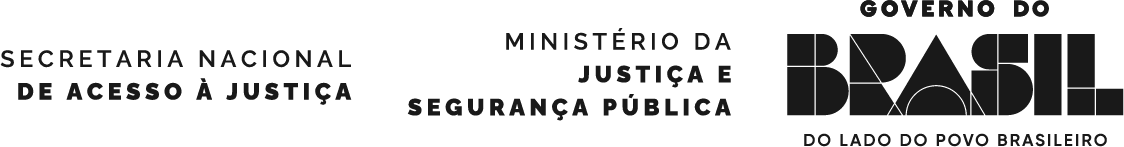 SECRETARIA NACIONAL
DE ACESSO À JUSTIÇA
MINISTÉRIO DA
JUSTIÇA E
SEGURANÇA PÚBLICA
GOVERNO DO
BRASIL
DO LADO DO POVO BRASILEIRO